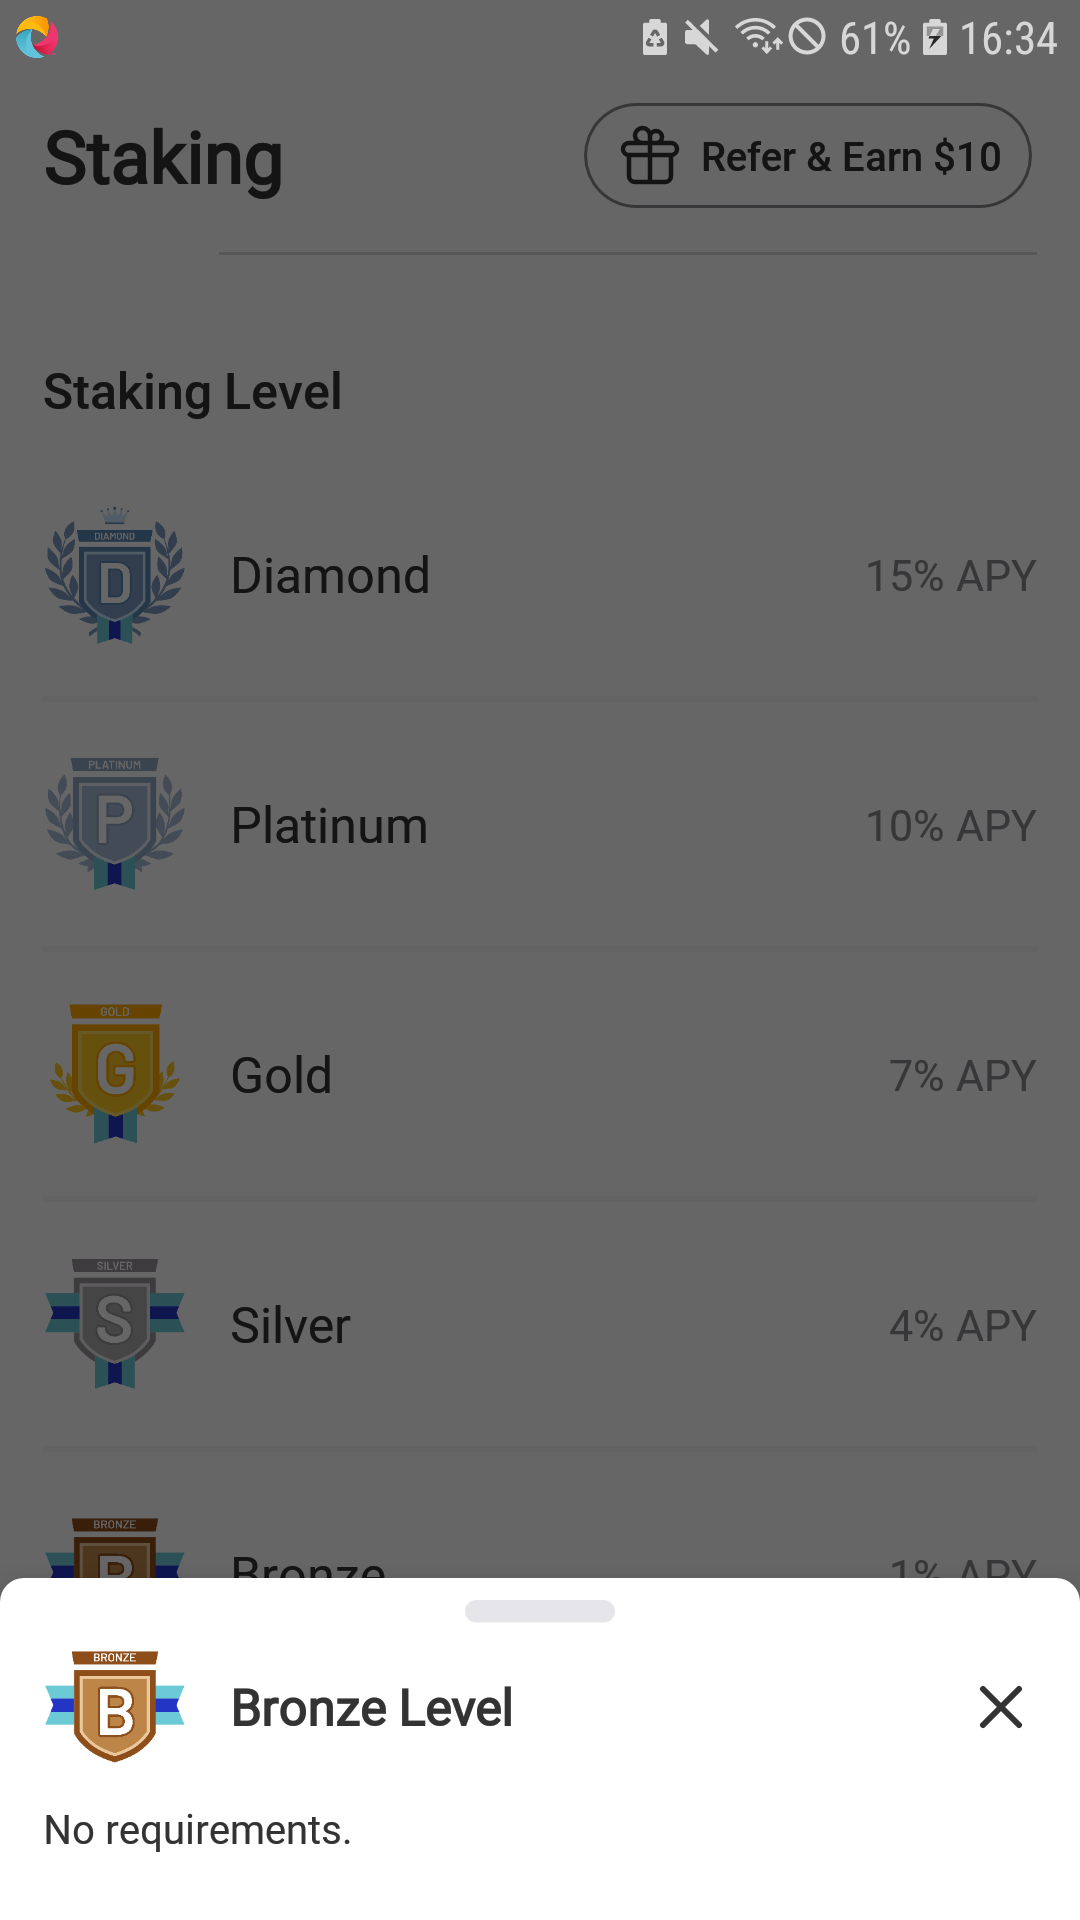 61% 16:34
Staking
Refer & Earn $10
Staking Level
DIAMOND
D
Diamond
15% APY
PLATINUM
P
Platinum
10% APY
GOLD
G
Gold
7% APY
SILVER
S
Silver
4% APY
BRONZE
B
Bronze
1% APY
BRONZE
B
Bronze Level
No requirements.